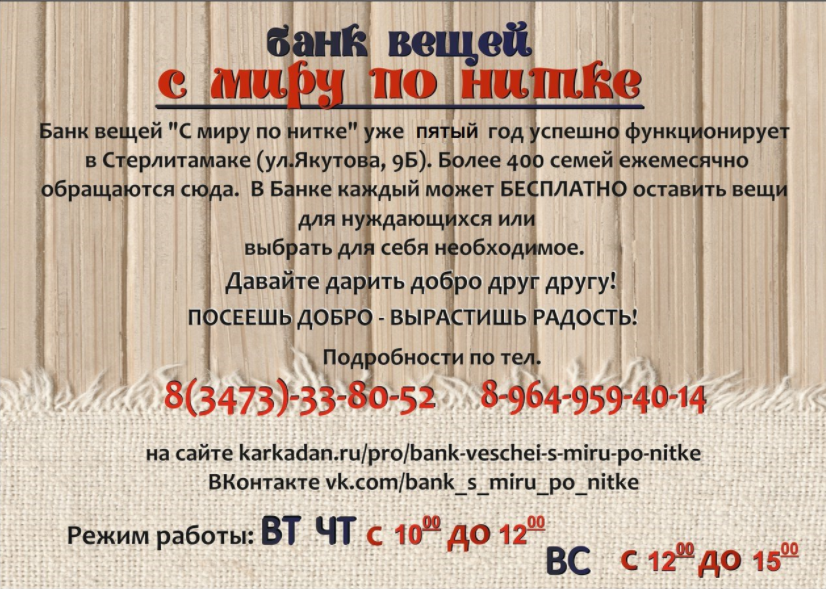 банк вещей
с миру по нитке
Банк вещей "С миру по нитке" уже пятый год успешно функционирует
в Стерлитамаке (ул.Якутова, 9Б). Более 400 семей ежемесячно
обращаются сюда. В Банке каждый может БЕСПЛАТНО оставить вещи
для нуждающихся или
выбрать для себя необходимое.
Давайте дарить добро друг другу!
ПОСЕЕШЬ ДОБРО - ВЫРАСТИШЬ РАДОСТЬ!
Подробности по тел.
8(3473)-33-80-52 8-964-959-40-14
на сайте karkadan.ru/pro/bank-veschei-s-miru-po-nitke
ВКонтакте vk.com/bank_s_miru_po_nitke
Режим работы: ВТ ЧТ с 10⁰⁰ до 12⁰⁰
ВС с 12⁰⁰ до 15⁰⁰